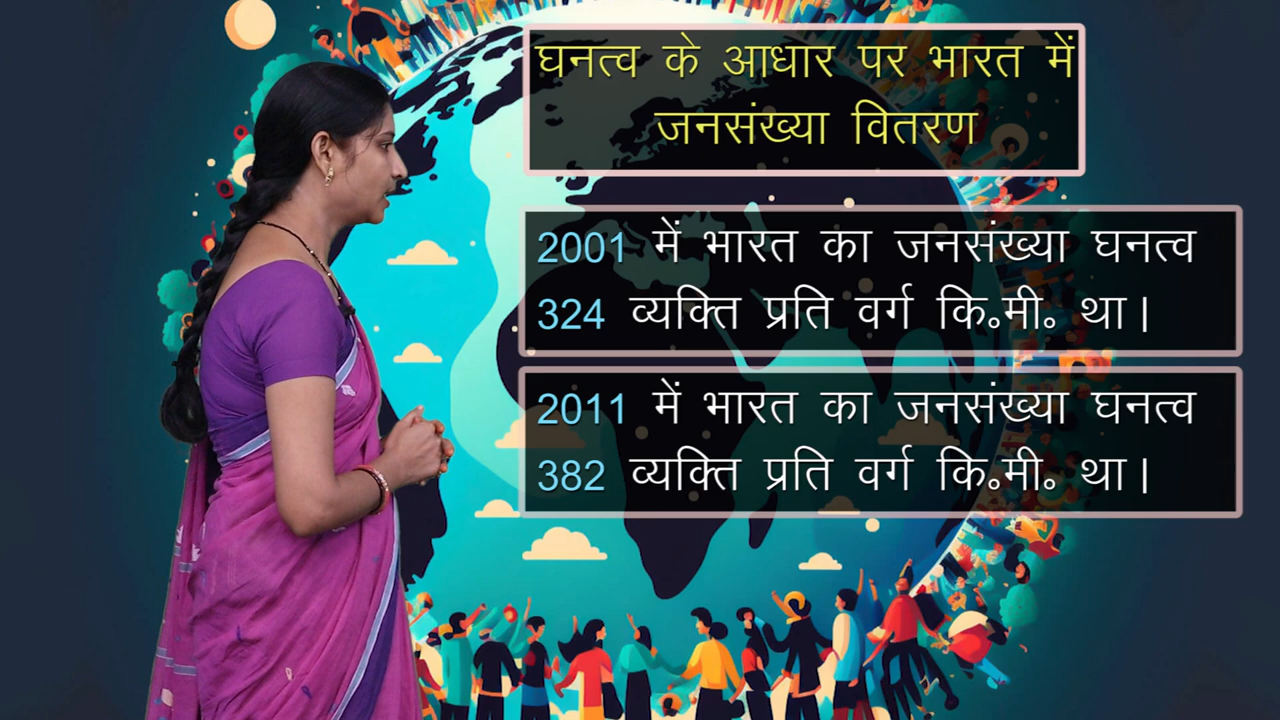 घनत्व के आधार पर भारत में
जनसंख्या वितरण
2001 में भारत का जनसंख्या घनत्व
324 व्यक्ति प्रति वर्ग कि॰मी॰ था।
2011 में भारत का जनसंख्या घनत्व
382 व्यक्ति प्रति वर्ग कि॰मी॰ था।